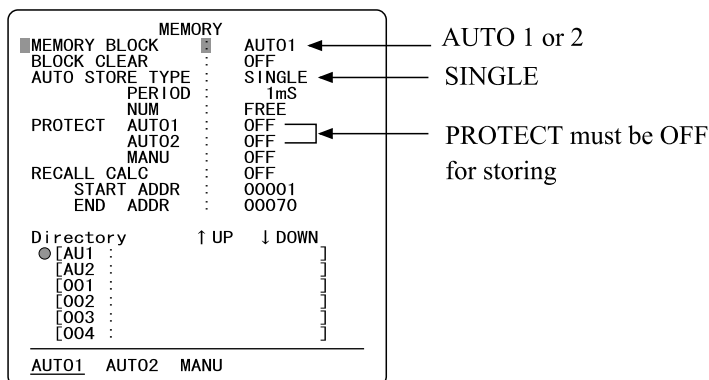 MEMORY
MEMORY BLOCK : AUTO1
BLOCK CLEAR : OFF
AUTO STORE TYPE : SINGLE
PERIOD : 1mS
NUM : FREE
PROTECT AUTO1 : OFF
AUTO2 : OFF
MANU : OFF
RECALL CALC : OFF
START ADDR : 00001
END ADDR : 00070
Directory ↑ UP ↓ DOWN
[AU1 : ]
[AU2 : ]
[001 : ]
[002 : ]
[003 : ]
[004 : ]
AUTO1 AUTO2 MANU
AUTO 1 or 2
SINGLE
PROTECT must be OFF
for storing